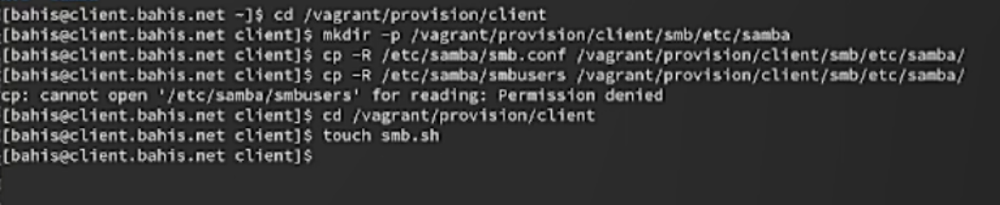 [bahis@client.bahis.net ~]$ cd /vagrant/provision/client
[bahis@client.bahis.net client]$ mkdir -p /vagrant/provision/client/smb/etc/samba
[bahis@client.bahis.net client]$ cp -R /etc/samba/smb.conf /vagrant/provision/client/smb/etc/samba/
[bahis@client.bahis.net client]$ cp -R /etc/samba/smbusers /vagrant/provision/client/smb/etc/samba/
cp: cannot open '/etc/samba/smbusers' for reading: Permission denied
[bahis@client.bahis.net client]$ cd /vagrant/provision/client
[bahis@client.bahis.net client]$ touch smb.sh
[bahis@client.bahis.net client]$